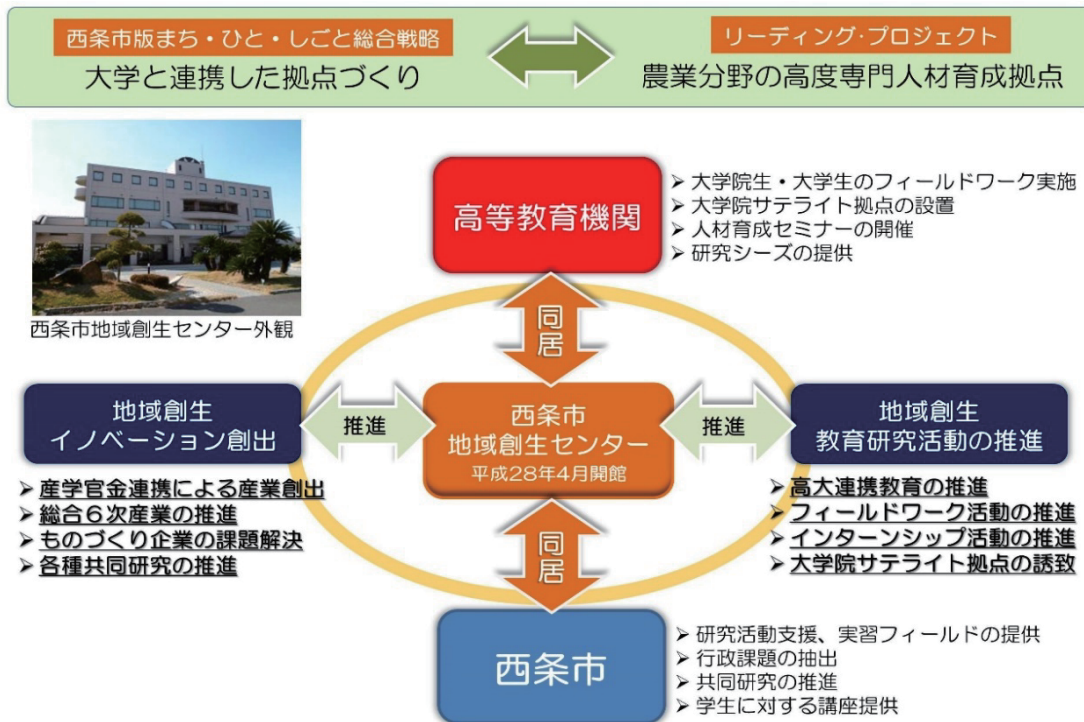 西条市版まち・ひと・しごと総合戦略
大学と連携した拠点づくり
リーディング・プロジェクト
農業分野の高度専門人材育成拠点
西条市地域創生センター外観
高等教育機関
➢ 大学院生・大学生のフィールドワーク実施
➢ 大学院サテライト拠点の設置
➢ 人材育成セミナーの開催
➢ 研究シーズの提供
同居
地域創生
イノベーション創出
推進
西条市
地域創生センター
平成28年4月開館
推進
地域創生
教育研究活動の推進
➢ 産学官金連携による産業創出
➢ 総合6次産業の推進
➢ ものづくり企業の課題解決
➢ 各種共同研究の推進
➢ 高大連携教育の推進
➢ フィールドワーク活動の推進
➢ インターンシップ活動の推進
➢ 大学院サテライト拠点の誘致
同居
西条市
➢ 研究活動支援、実習フィールドの提供
➢ 行政課題の抽出
➢ 共同研究の推進
➢ 学生に対する講座提供